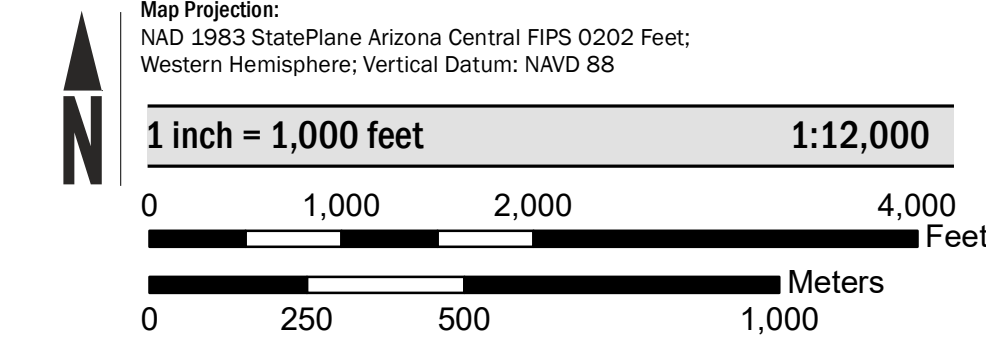 Map Projection:
NAD 1983 StatePlane Arizona Central FIPS 0202 Feet;
Western Hemisphere; Vertical Datum: NAVD 88
N
1 inch = 1,000 feet 1:12,000
0 1,000 2,000 4,000
Feet
Meters
0 250 500 1,000